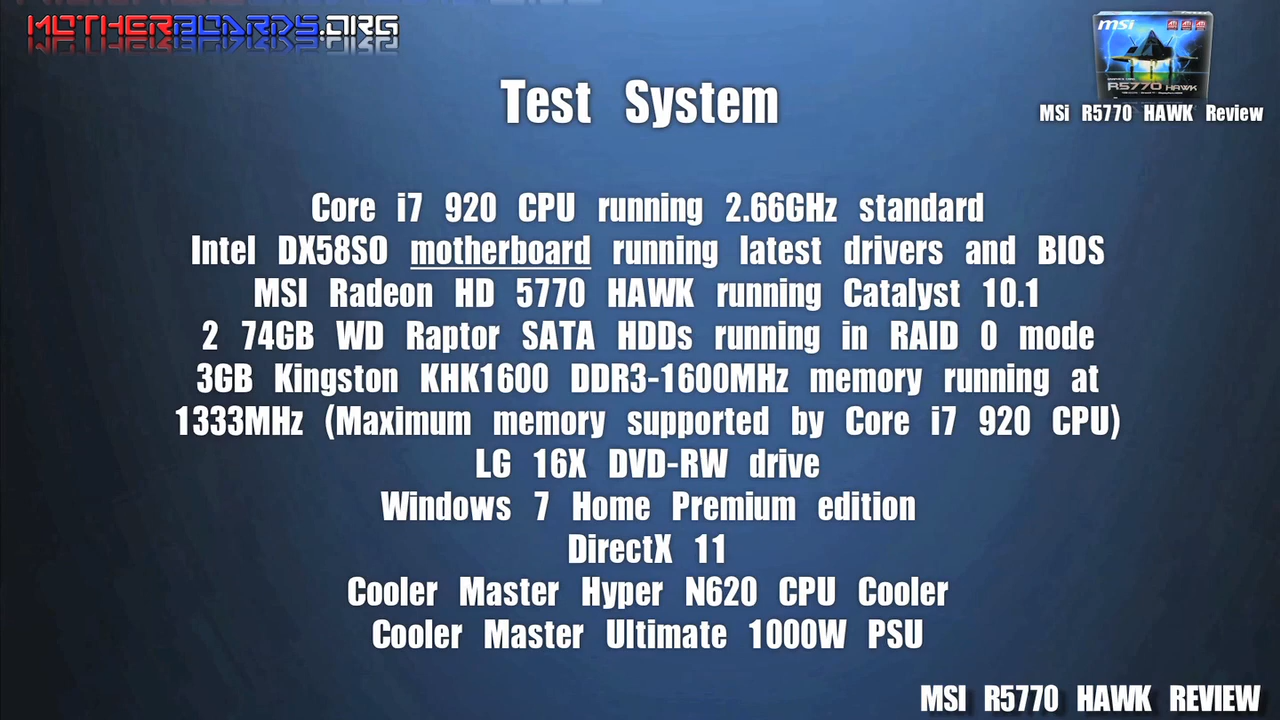 MOTHERBOARDS.ORG
msi
R5770 HAWK
MSi R5770 HAWK Review
Test System
Core i7 920 CPU running 2.66GHz standard
Intel DX58SO motherboard running latest drivers and BIOS
MSI Radeon HD 5770 HAWK running Catalyst 10.1
2 74GB WD Raptor SATA HDDs running in RAID 0 mode
3GB Kingston KHK1600 DDR3-1600MHz memory running at
1333MHz (Maximum memory supported by Core i7 920 CPU)
LG 16X DVD-RW drive
Windows 7 Home Premium edition
DirectX 11
Cooler Master Hyper N620 CPU Cooler
Cooler Master Ultimate 1000W PSU
MSI R5770 HAWK REVIEW